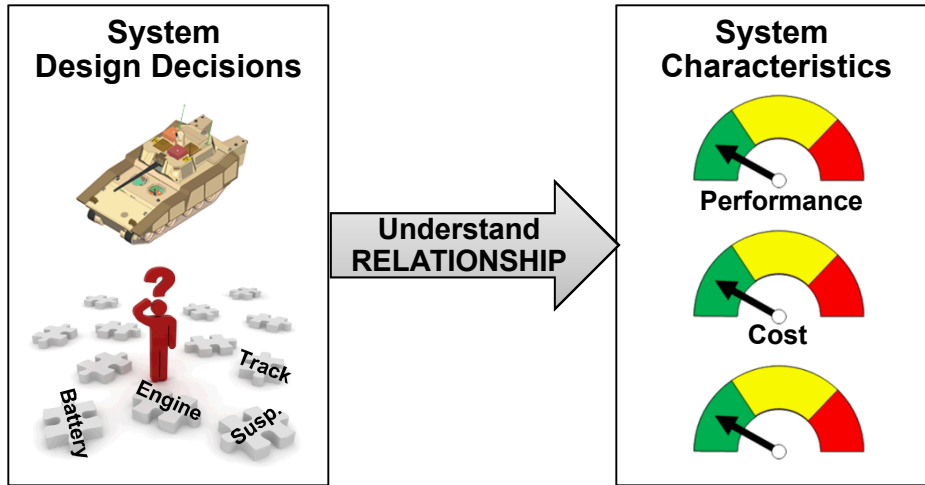 System
Design Decisions
Battery
Engine
Track
Susp.
Understand
RELATIONSHIP
System
Characteristics
Performance
Cost